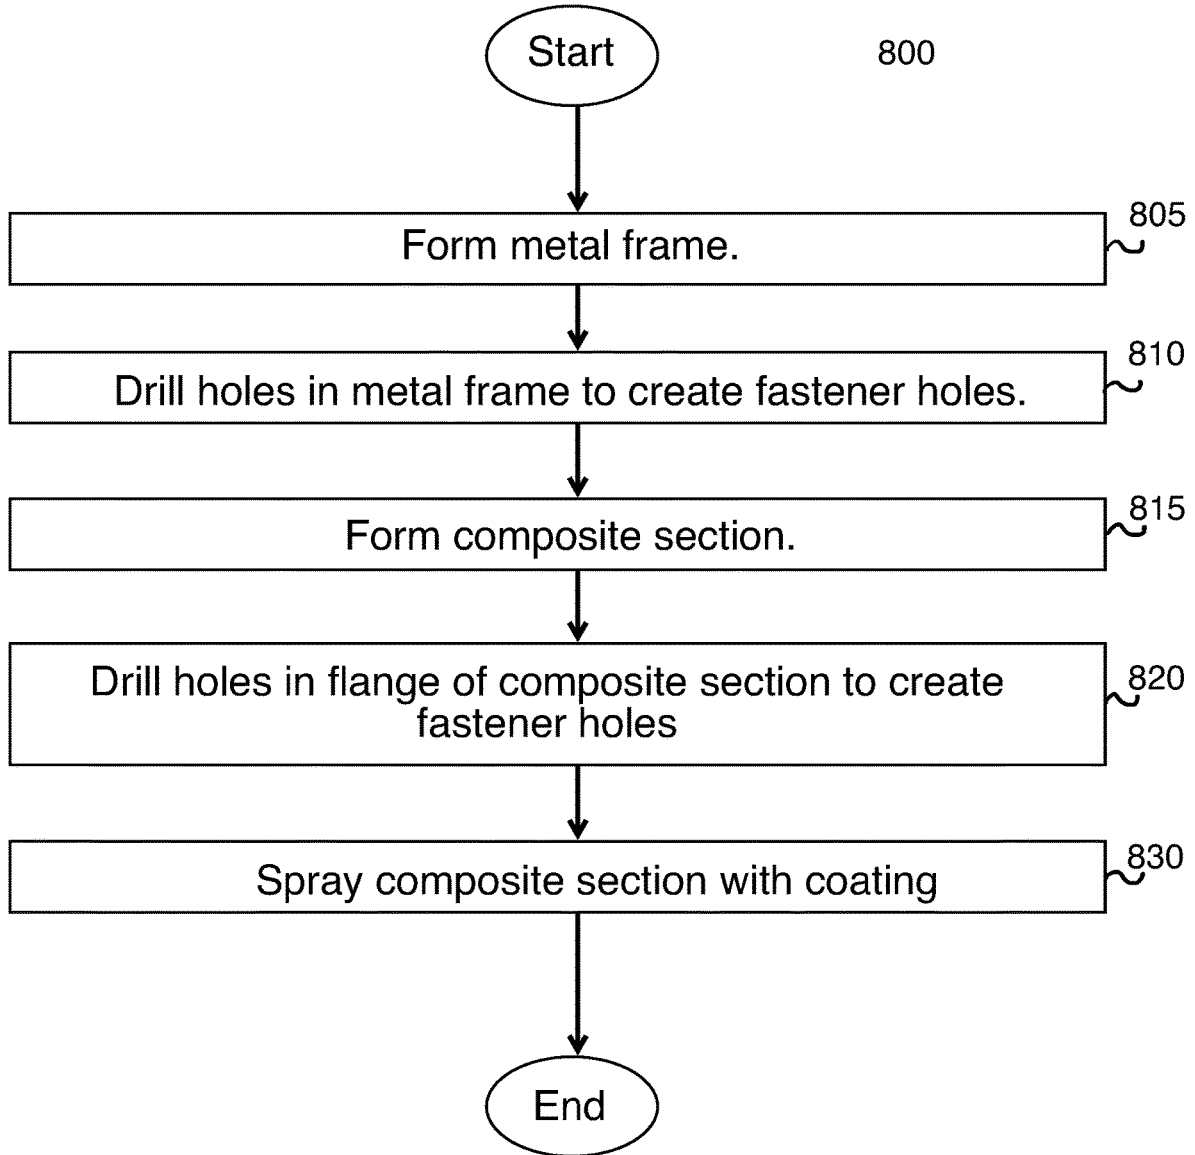 Start
800
805
Form metal frame.
810
Drill holes in metal frame to create fastener holes.
815
Form composite section.
820
Drill holes in flange of composite section to create
fastener holes
830
Spray composite section with coating
End